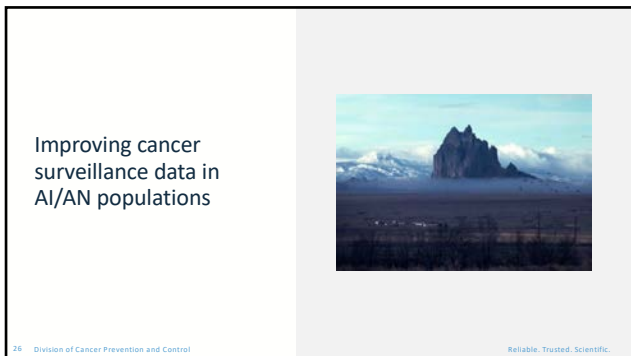 Improving cancer
surveillance data in
AI/AN populations
26 Division of Cancer Prevention and Control
Reliable. Trusted. Scientific.